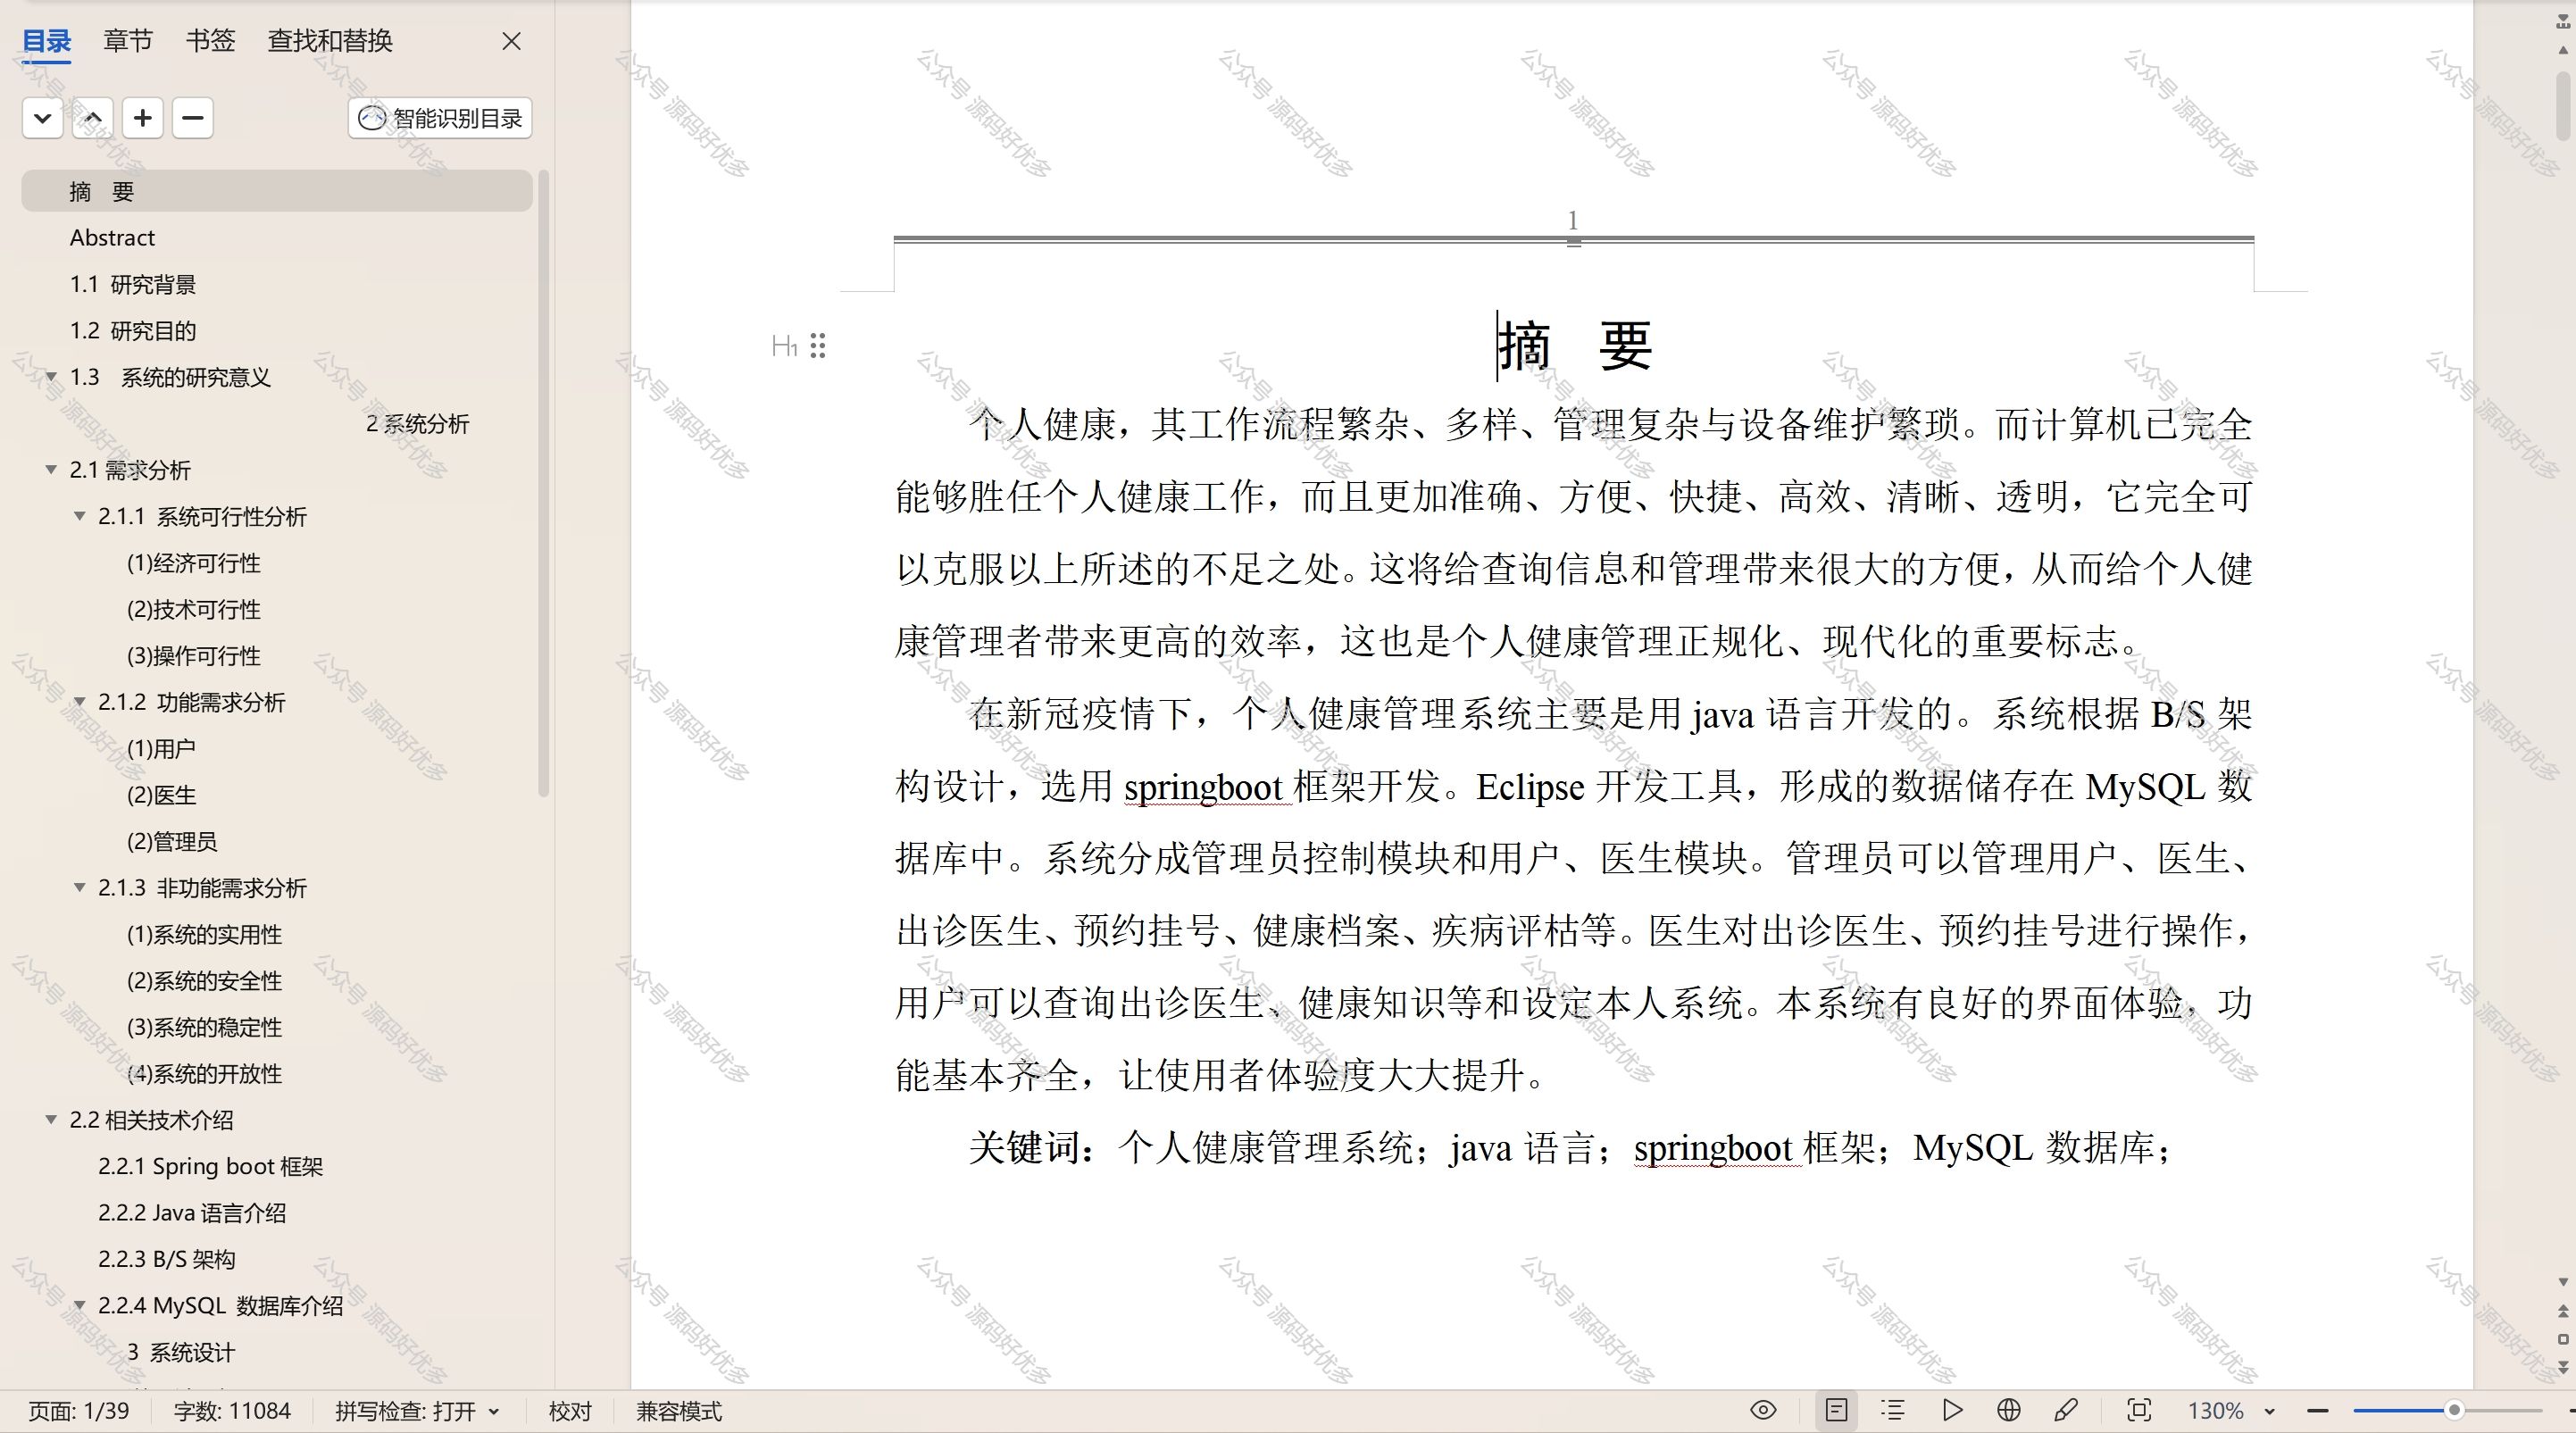 目录 章节 书签 查找和替换
智能识别目录
摘 要
Abstract
1.1 研究背景
1.2 研究目的
1.3 系统的研究意义
2 系统分析
2.1 需求分析
2.1.1 系统可行性分析
(1)经济可行性
(2)技术可行性
(3)操作可行性
2.1.2 功能需求分析
(1)用户
(2)医生
(2)管理员
2.1.3 非功能需求分析
(1)系统的实用性
(2)系统的安全性
(3)系统的稳定性
(4)系统的开放性
2.2 相关技术介绍
2.2.1 Spring boot 框架
2.2.2 Java 语言介绍
2.2.3 B/S 架构
2.2.4 MySQL 数据库介绍
3 系统设计
1
H1
摘 要
个人健康，其工作流程繁杂、多样、管理复杂与设备维护繁琐。而计算机已完全
能够胜任个人健康工作，而且更加准确、方便、快捷、高效、清晰、透明，它完全可
以克服以上所述的不足之处。这将给查询信息和管理带来很大的方便，从而给个人健
康管理者带来更高的效率，这也是个人健康管理正规化、现代化的重要标志。
在新冠疫情下，个人健康管理系统主要是用 java 语言开发的。系统根据 B/S 架
构设计，选用 springboot 框架开发。Eclipse 开发工具，形成的数据储存在 MySQL 数
据库中。系统分成管理员控制模块和用户、医生模块。管理员可以管理用户、医生、
出诊医生、预约挂号、健康档案、疾病评枯等。医生对出诊医生、预约挂号进行操作，
用户可以查询出诊医生、健康知识等和设定本人系统。本系统有良好的界面体验，功
能基本齐全，让使用者体验度大大提升。
关键词：个人健康管理系统；java 语言；springboot 框架；MySQL 数据库；
页面: 1/39 字数: 11084 拼写检查: 打开 校对 兼容模式 130%
公众号 源码好优多